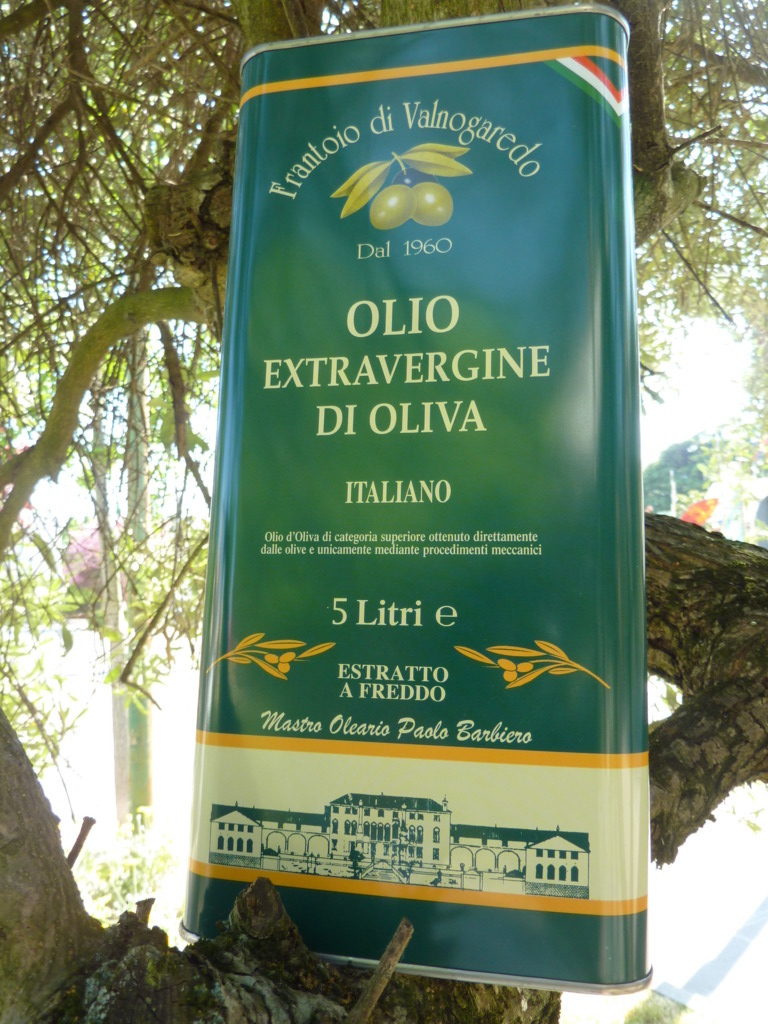 Frantoio di Valnogaredo
Dal 1960
OLIO
EXTRAVERGINE
DI OLIVA
ITALIANO
Olio d'Oliva di categoria superiore ottenuto direttamente
dalle olive e unicamente mediante procedimenti meccanici
5 Litri ℮
ESTRATTO
A FREDDO
Mastro Oleario Paolo Barbiero